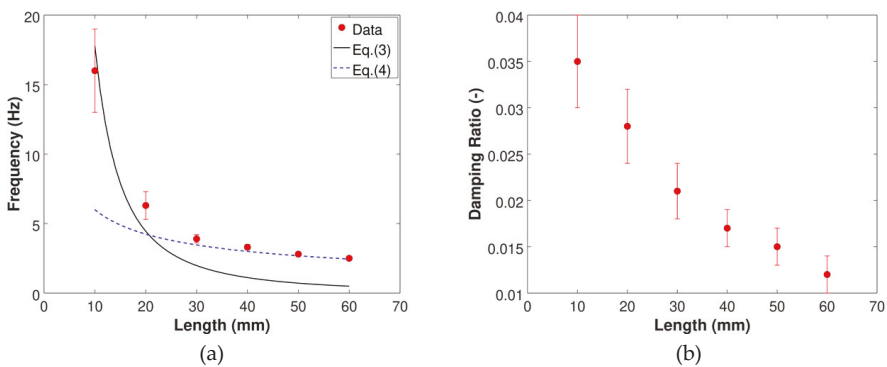 20
15
10
5
0
Frequency (Hz)
Data
Eq.(3)
Eq.(4)
0 10 20 30 40 50 60 70
Length (mm)
(a)
0.04
0.035
0.03
0.025
0.02
0.015
0.01
Damping Ratio (-)
0 10 20 30 40 50 60 70
Length (mm)
(b)